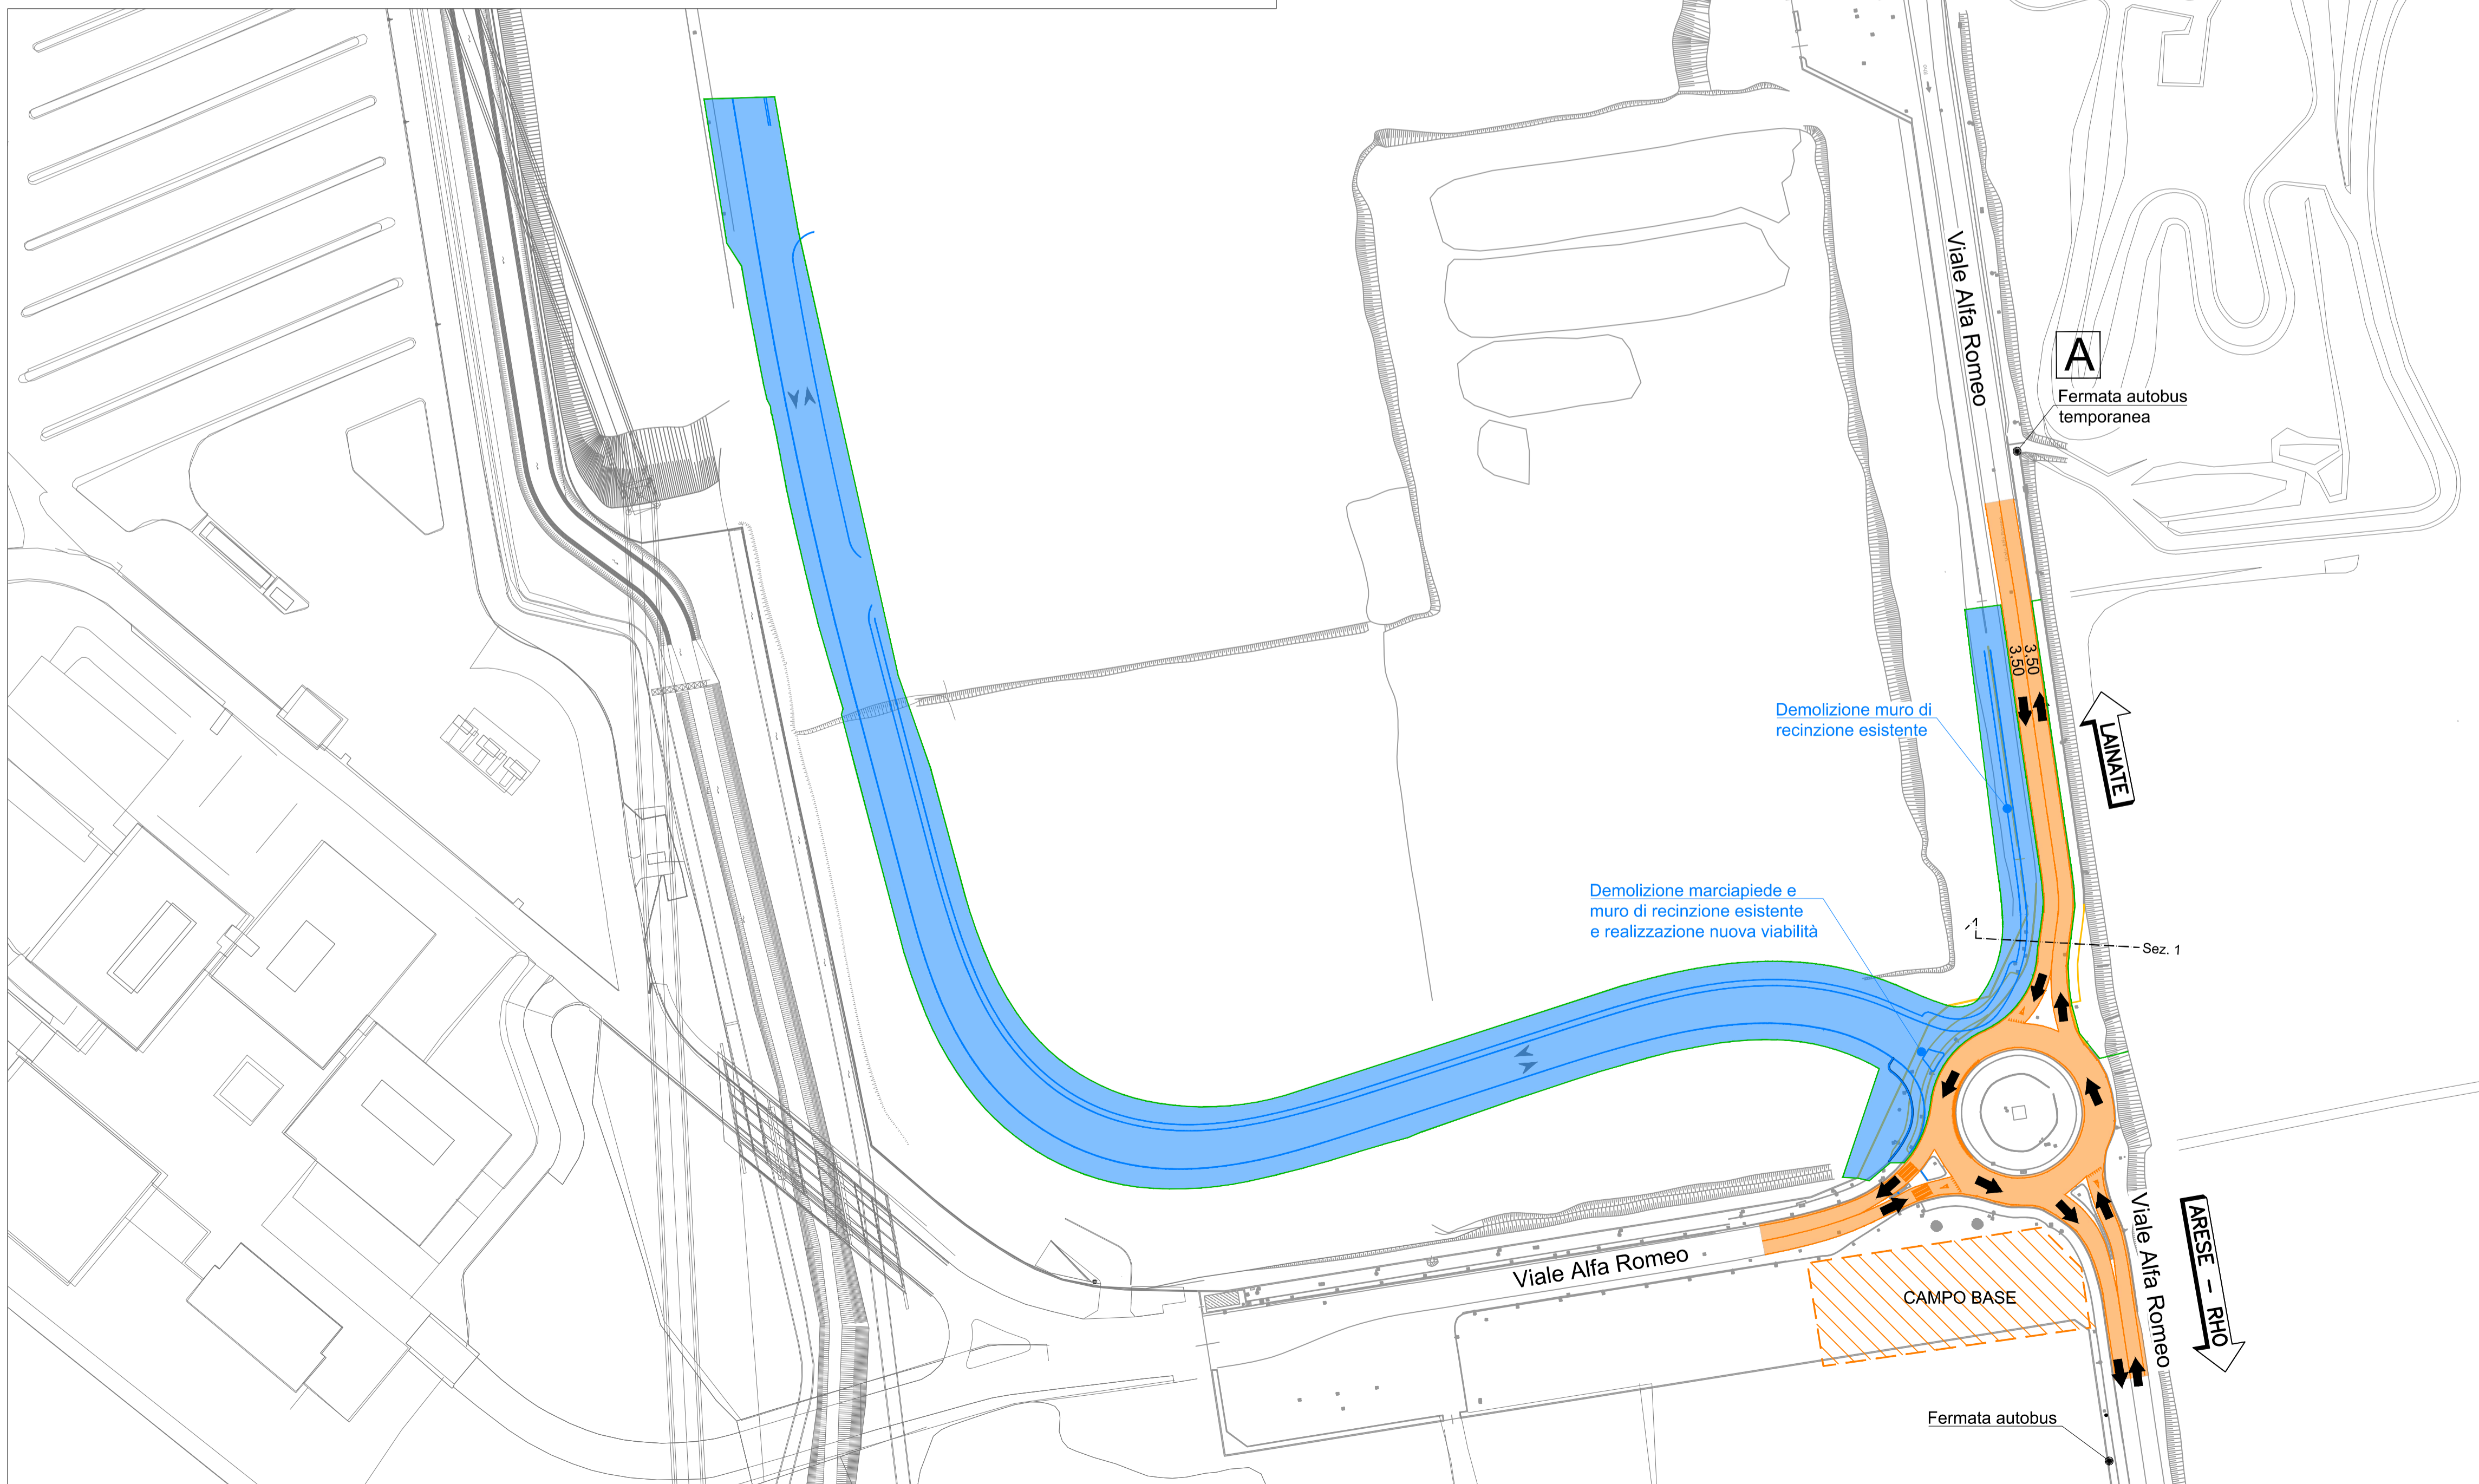 Viale Alfa Romeo
A
Fermata autobus
temporanea
3,50
3,50
Demolizione muro di
recinzione esistente
LAINATE
Demolizione marciapiede e
muro di recinzione esistente
e realizzazione nuova viabilità
1
Sez. 1
Viale Alfa Romeo
ARESE - RHO
Viale Alfa Romeo
CAMPO BASE
Fermata autobus